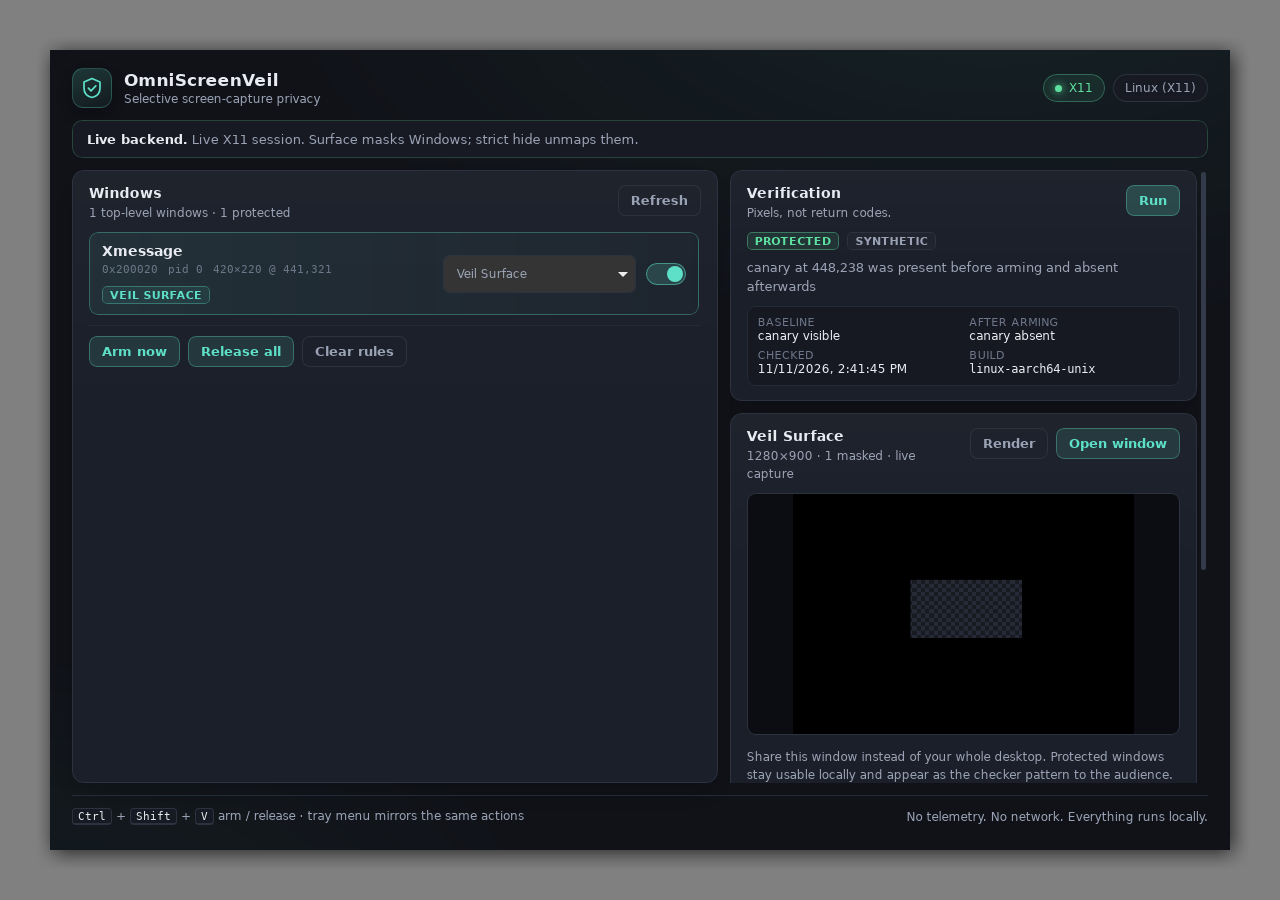 OmniScreenVeil
Selective screen-capture privacy
X11
Linux (X11)
Live backend. Live X11 session. Surface masks Windows; strict hide unmaps them.
Windows
1 top-level windows · 1 protected
Refresh
Xmessage
0x200020 pid 0 420×220 @ 441,321
VEIL SURFACE
Veil Surface
Arm now
Release all
Clear rules
Verification
Pixels, not return codes.
Run
PROTECTED
SYNTHETIC
canary at 448,238 was present before arming and absent
afterwards
BASELINE
canary visible
AFTER ARMING
canary absent
CHECKED
11/11/2026, 2:41:45 PM
BUILD
linux-aarch64-unix
Veil Surface
1280×900 · 1 masked · live
capture
Render
Open window
Share this window instead of your whole desktop. Protected windows
stay usable locally and appear as the checker pattern to the audience.
Ctrl + Shift + V arm / release · tray menu mirrors the same actions
No telemetry. No network. Everything runs locally.